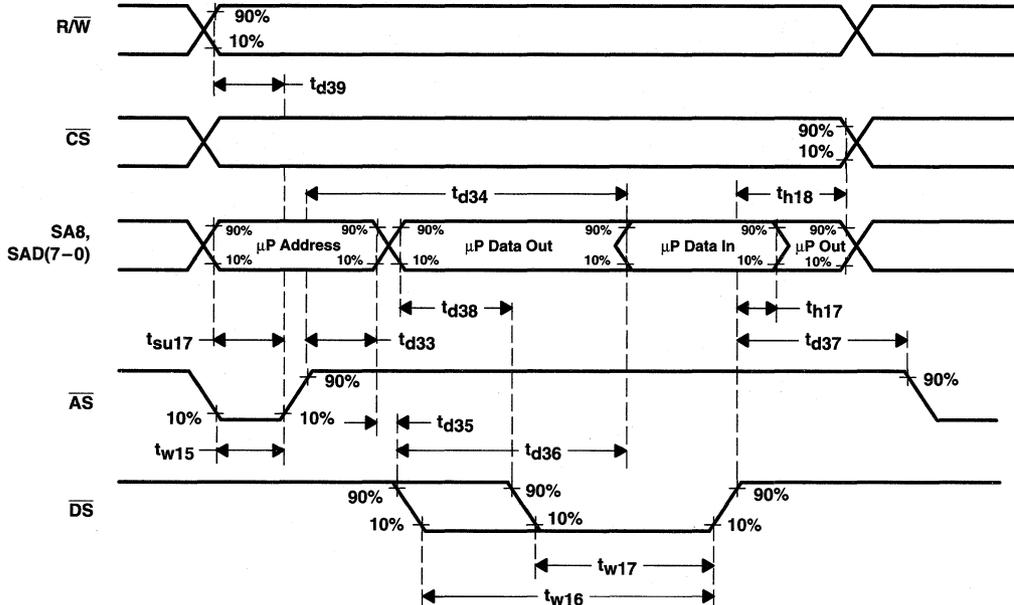 R/W̅
90%
10%
td39
C̅S̅
90%
10%
td34
th18
SA8,
SAD(7–0)
90%
10%
μP Address
90%
10%
90%
10%
μP Data Out
90%
10%
μP Data In
90%
10%
μP Out
90%
10%
td38
th17
tsu17
td33
td37
A̅S̅
10%
10%
90%
90%
tw15
td35
td36
D̅S̅
90%
10%
90%
10%
90%
10%
tw17
tw16